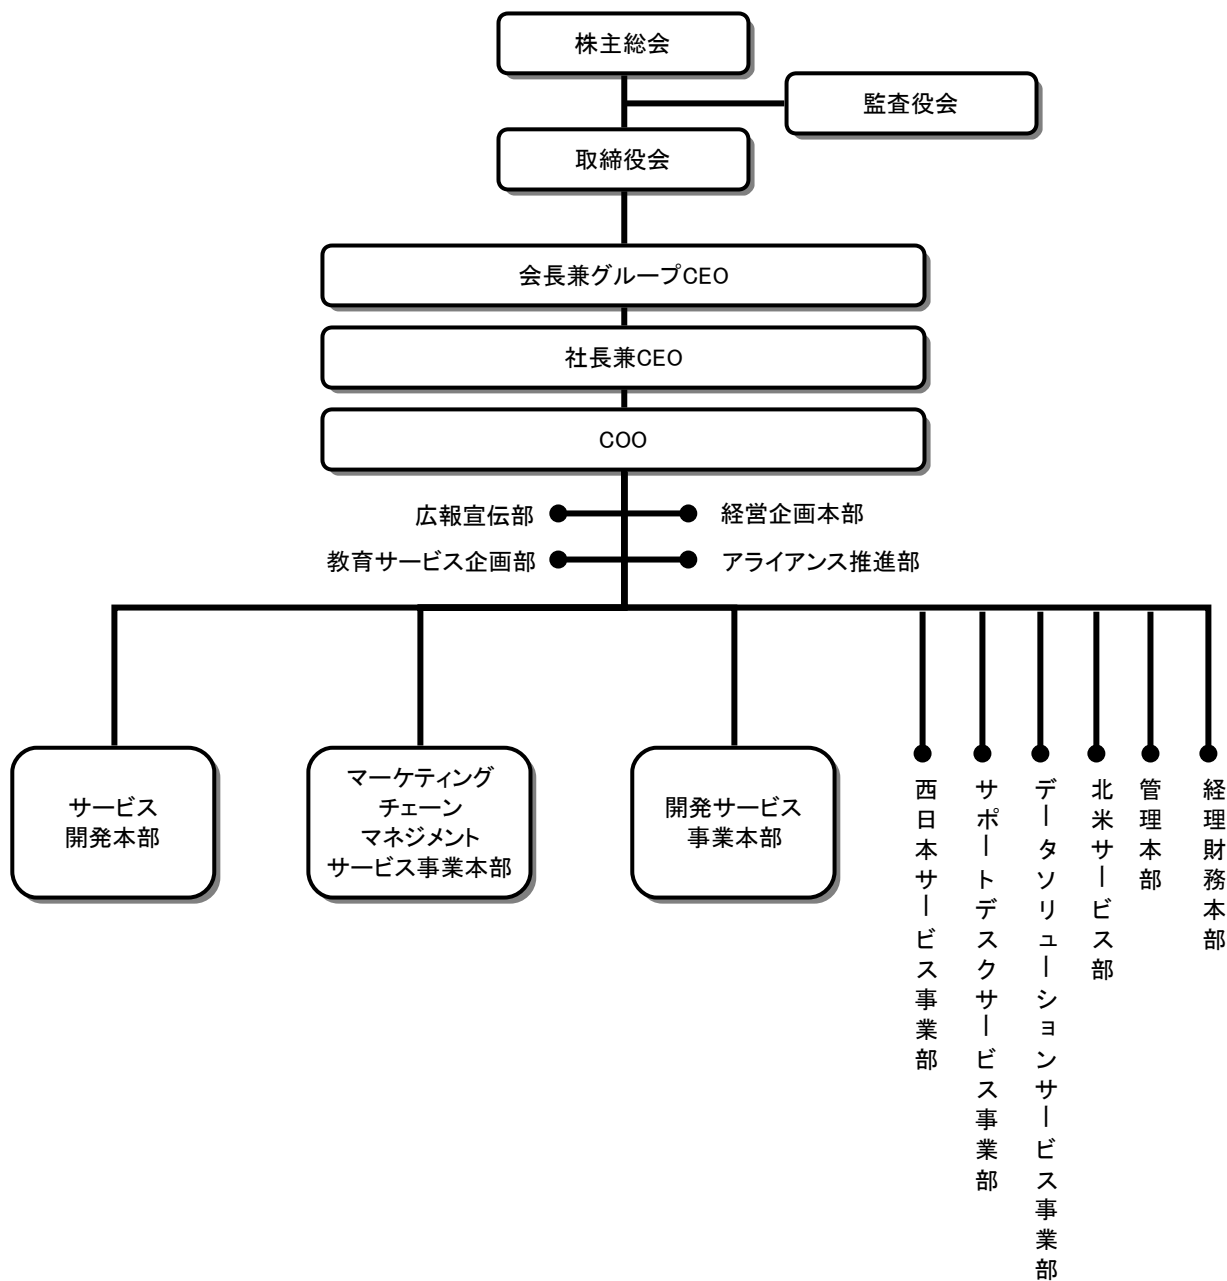 株主総会
監査役会
取締役会
会長兼グループCEO
社長兼CEO
COO
広報宣伝部
経営企画本部
教育サービス企画部
アライアンス推進部
サービス
開発本部
マーケティング
チェーン
マネジメント
サービス事業本部
開発サービス
事業本部
西日本サービス事業部
サポートデスクサービス事業部
データソリューションサービス事業部
北米サービス部
管理本部
経理財務本部